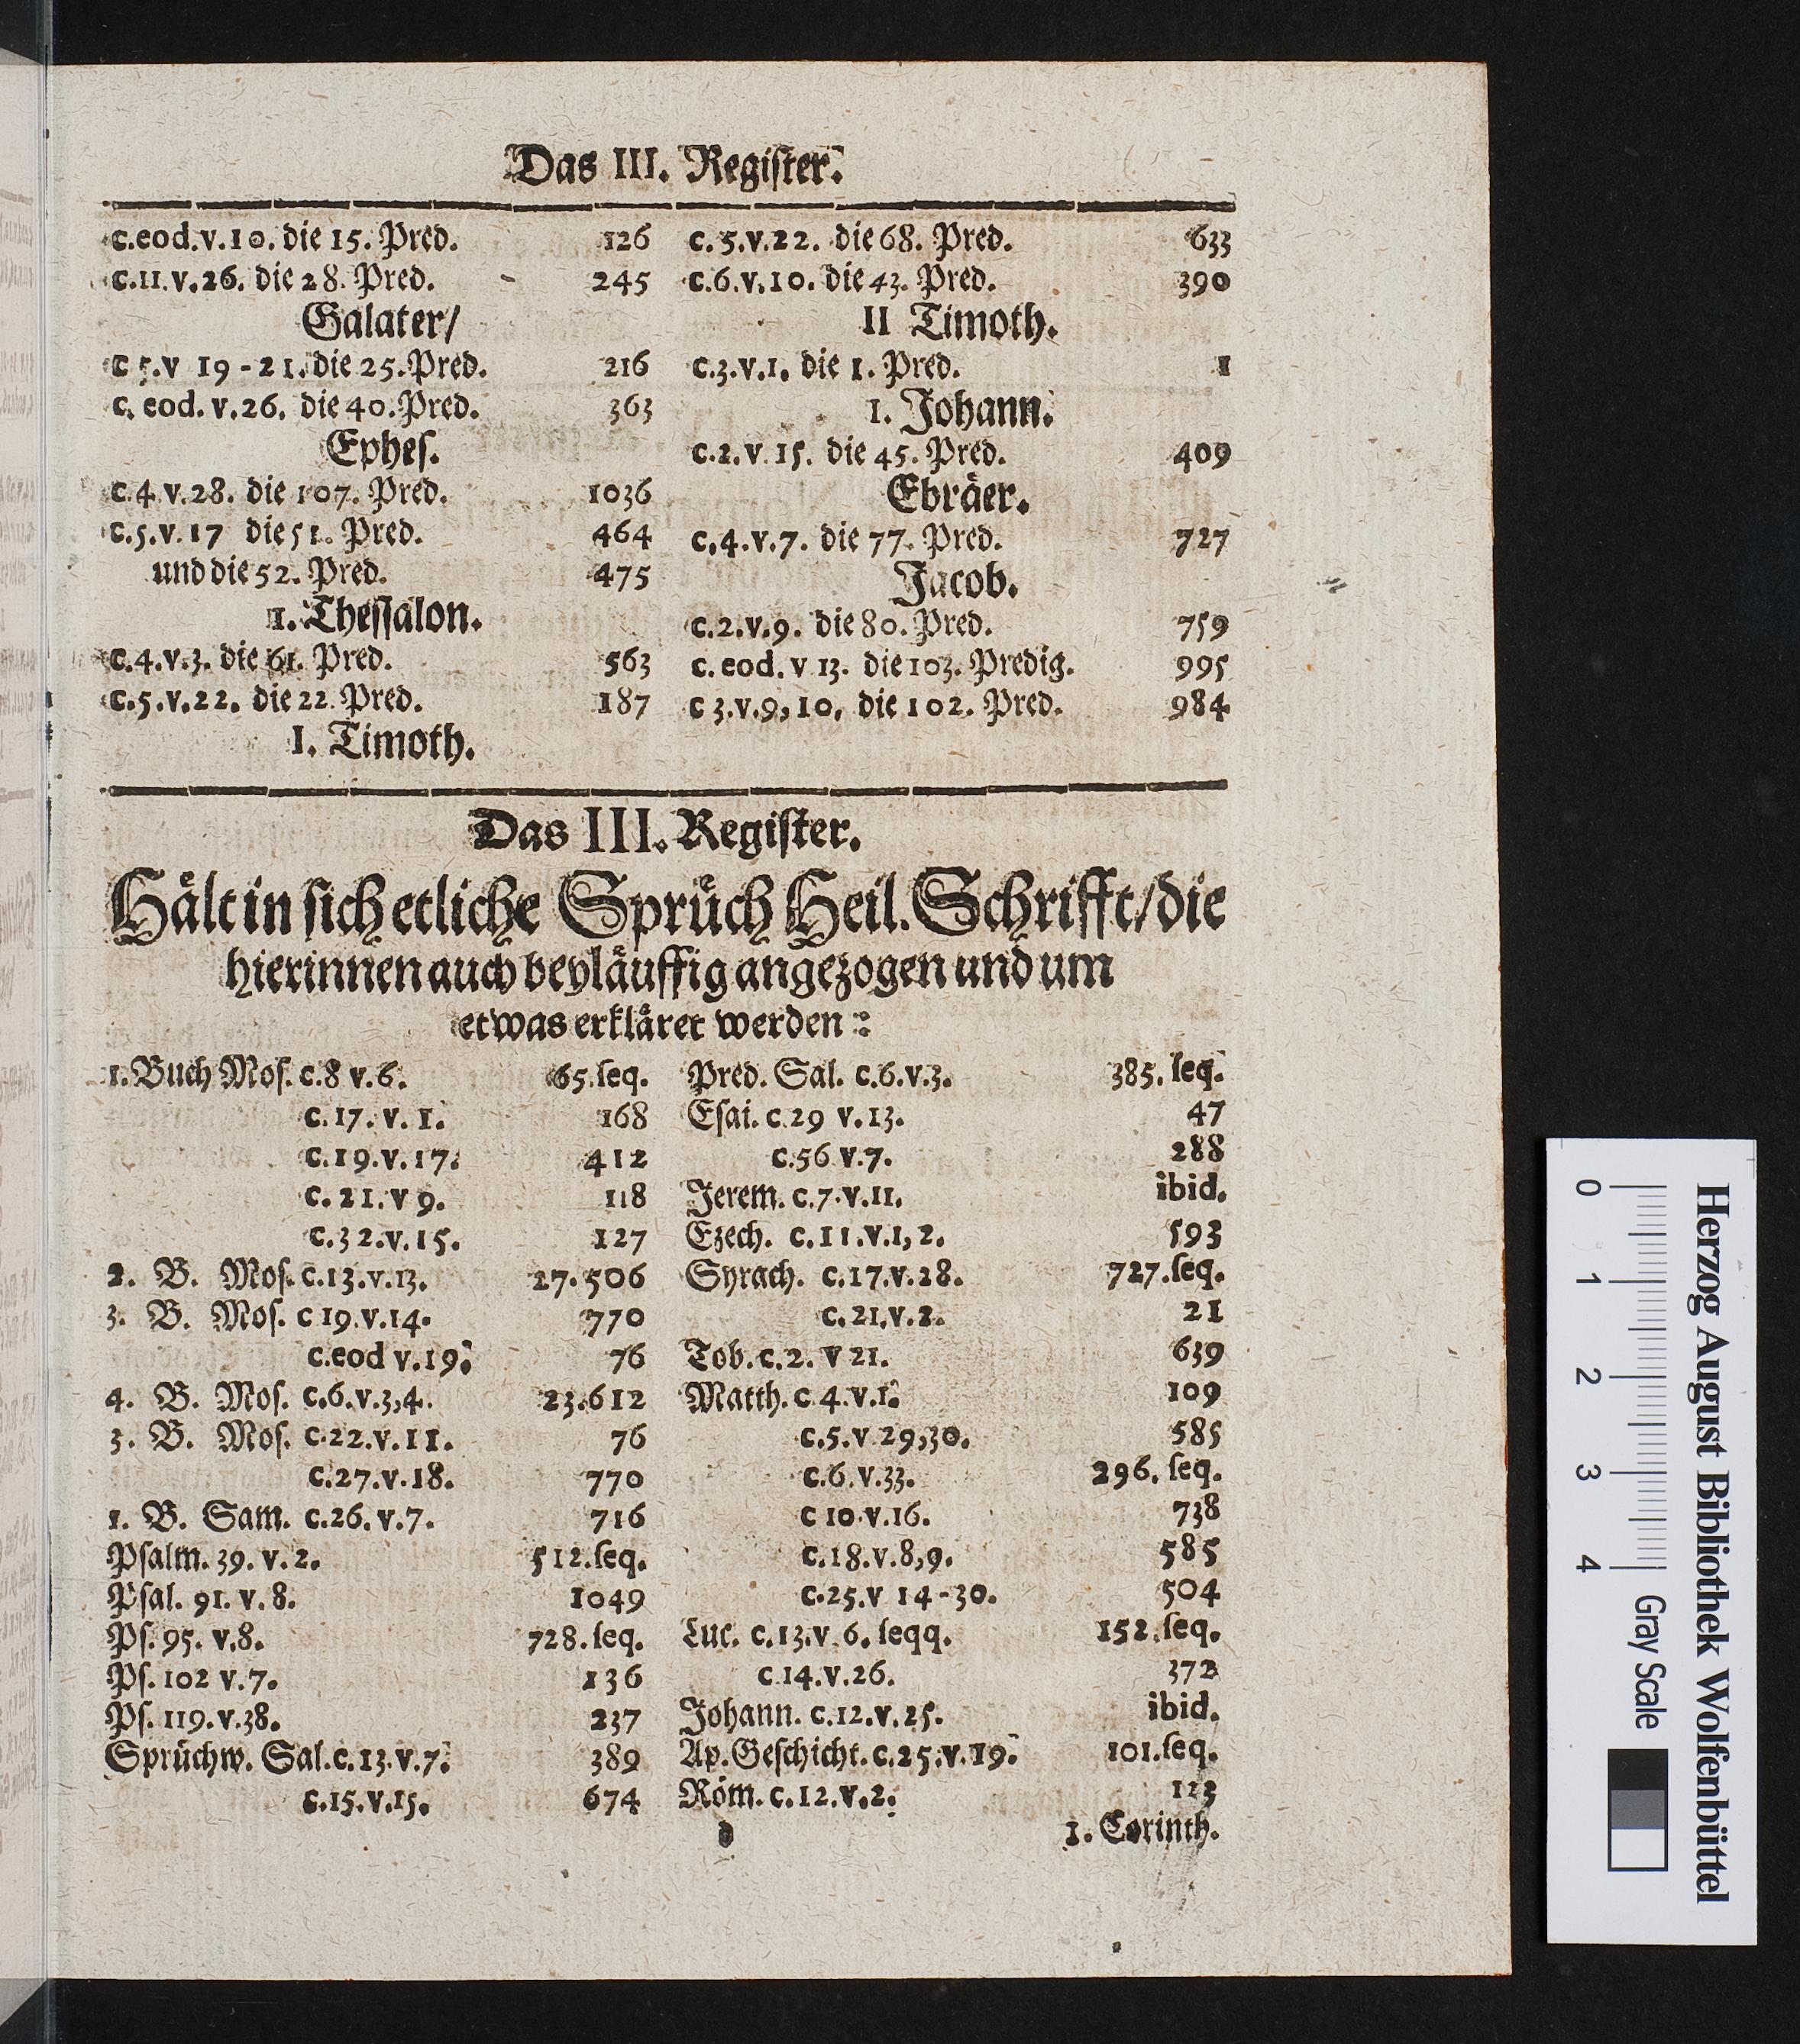 Das III. Regiſter.
c.eod.v.10. die 15. Pred. 126
c.11.v.26. die 28. Pred. 245
Galater/
c 5.v 19-21. die 25. Pred. 216
c. eod. v.26. die 40. Pred. 363
Epheſ.
c.4 v.28. die 107. Pred. 1036
c.5.v.17 die 51. Pred. 464
und die 52. Pred. 475
1. Theſſalon.
c.4.v.3. die 61. Pred. 563
c.5.v.22. die 22. Pred. 187
I. Timoth.
c.5.v.22. die 68. Pred. 633
c.6.v.10. die 43. Pred. 390
II Timoth.
c.3.v.1. die 1. Pred. 1
1. Johann.
c.2.v.15. die 45. Pred. 409
Ebräer.
c.4.v.7. die 77. Pred. 727
Jacob.
c.2.v.9. die 80. Pred. 759
c. eod. v 13. die 103. Predig. 995
c 3.v.9,10, die 102. Pred. 984
Das III. Regiſter.
Hält in ſich etliche Sprüch Heil. Schrifft/die
hierinnen auch beyläuffig angezogen und um
etwas erkläret werden:
1. Buch Moſ. c.8 v.6. 65.ſeq.
c.17. v. 1. 168
c.19.v.17. 412
c. 21. v 9. 118
c.32.v.15. 127
2. B. Moſ. c.13.v.13. 27.506
3. B. Moſ. c 19.v.14. 770
c.eod v.19. 76
4. B. Moſ. c.6.v.3,4. 23.612
3. B. Moſ. c.22.v.11. 76
c.27.v.18. 770
1. B. Sam. c.26.v.7. 716
Pſalm. 39. v.2. 512.ſeq.
Pſal. 91. v.8. 1049
Pſ. 95. v.8. 728.ſeq.
Pſ. 102 v.7. 136
Pſ. 119.v.38. 237
Sprüchw. Sal.c.13.v.7. 389
c.15.v.15. 674
Pred. Sal. c.6.v.3. 385. ſeq.
Eſai. c.29 v.13. 47
c.56 v.7. 288
Jerem. c.7.v.11. ibid.
Ezech. c.11.v.1,2. 593
Syrach. c.17.v.28. 727.ſeq.
c.21.v.2. 21
Tob. c.2. v 21. 639
Matth. c.4.v.1. 109
c.5.v 29,30. 585
c.6.v.33. 296. ſeq.
c 10.v.16. 738
c.18.v.8,9. 585
c.25.v 14-30. 504
Luc. c.13.v.6. ſeqq. 152.ſeq.
c.14.v.26. 372
Johann. c.12.v.25. ibid.
Ap.Geſchicht. c.25.v.19. 101.ſeq.
Röm. c.12.v.2. 123
d
1. Corinth.
Herzog August Bibliothek Wolfenbüttel
0 1 2 3 4 Gray Scale